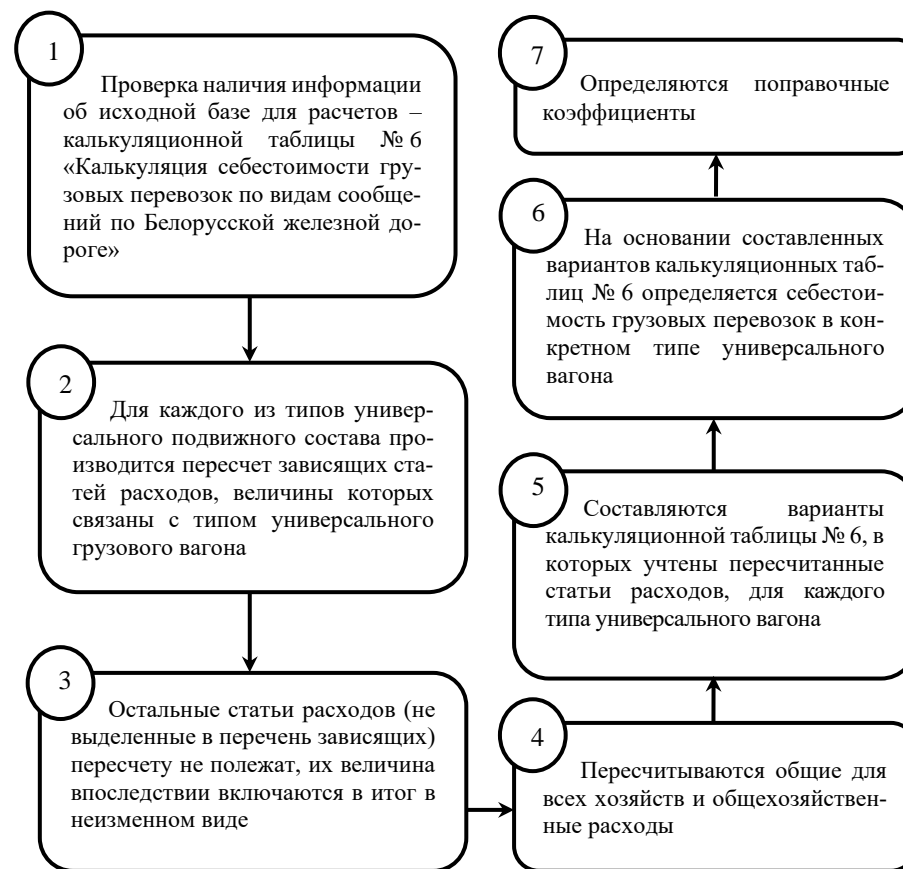 1
Проверка наличия информации
об исходной базе для расчетов –
калькуляционной таблицы № 6
«Калькуляция себестоимости гру-
зовых перевозок по видам сообще-
ний по Белорусской железной до-
роге»
2
Для каждого из типов универ-
сального подвижного состава про-
изводится пересчет зависящих ста-
тей расходов, величины которых
связаны с типом универсального
грузового вагона
3
Остальные статьи расходов (не
выделенные в перечень зависящих)
пересчету не полежат, их величина
впоследствии включаются в итог в
неизменном виде
4
Пересчитываются общие для
всех хозяйств и общехозяйствен-
ные расходы
5
Составляются варианты
калькуляционной таблицы № 6, в
которых учтены пересчитанные
статьи расходов, для каждого
типа универсального вагона
6
На основании составленных
вариантов калькуляционных таб-
лиц № 6 определяется себестои-
мость грузовых перевозок в кон-
кретном типе универсального
вагона
7
Определяются поправочные
коэффициенты